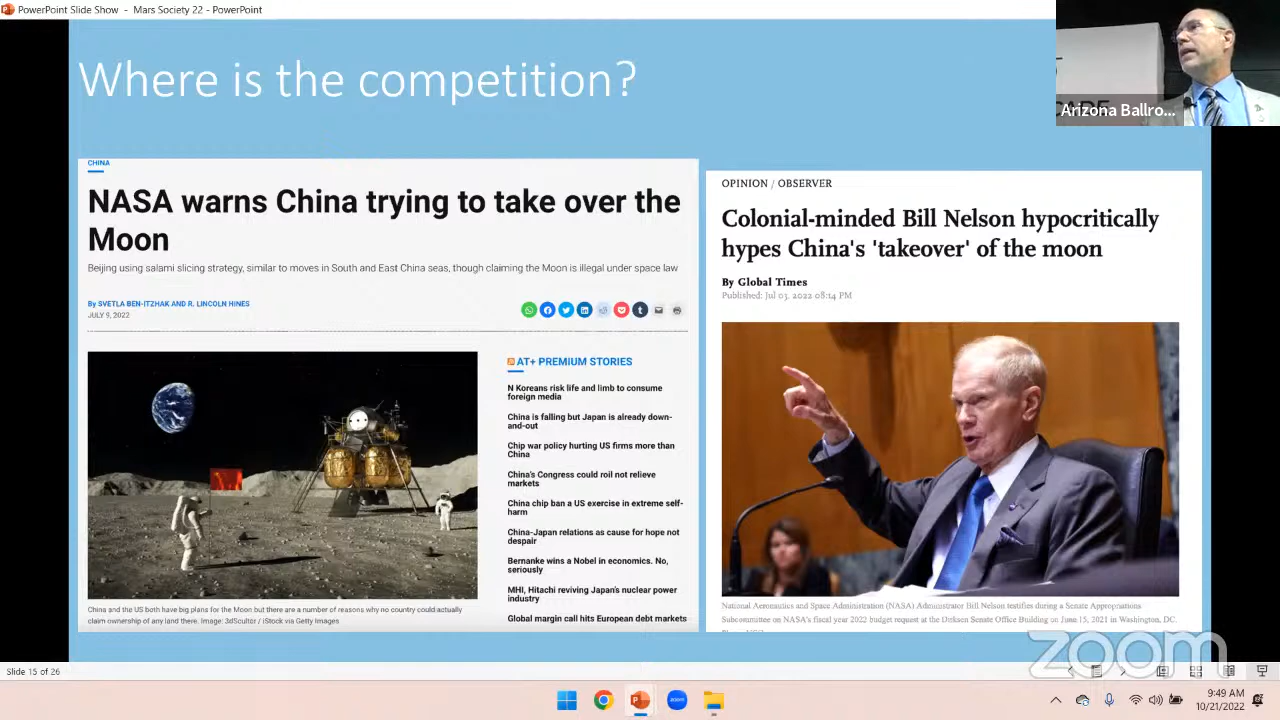 PowerPoint Slide Show - Mars Society 22 - PowerPoint
Where is the competition?
Arizona Ballro...
CHINA
NASA warns China trying to take over the
Moon
Beijing using salami slicing strategy, similar to moves in South and East China seas, though claiming the Moon is illegal under space law
By SVETLA BEN-ITZHAK AND R. LINCOLN HINES
JULY 9, 2022
AT+ PREMIUM STORIES
N Koreans risk life and limb to consume
foreign media
China is falling but Japan is already down-
and-out
Chip war policy hurting US firms more than
China
China's Congress could roil not relieve
markets
China chip ban a US exercise in extreme self-
harm
China-Japan relations as cause for hope not
despair
Bernanke wins a Nobel in economics. No,
seriously
MHI, Hitachi reviving Japan's nuclear power
industry
Global margin call hits European debt markets
China and the US both have big plans for the Moon but there are a number of reasons why no country could actually
claim ownership of any land there. Image: 3dScultor / iStock via Getty Images
OPINION / OBSERVER
Colonial-minded Bill Nelson hypocritically
hypes China's 'takeover' of the moon
By Global Times
Published: Jul 03, 2022 08:14 PM
National Aeronautics and Space Administration (NASA) Administrator Bill Nelson testifies during a Senate Appropriations
Subcommittee on NASA's fiscal year 2022 budget request at the Dirksen Senate Office Building on June 15, 2021 in Washington, DC.
zoom
Slide 15 of 26
zoom
9:49 AM
10/21/2022